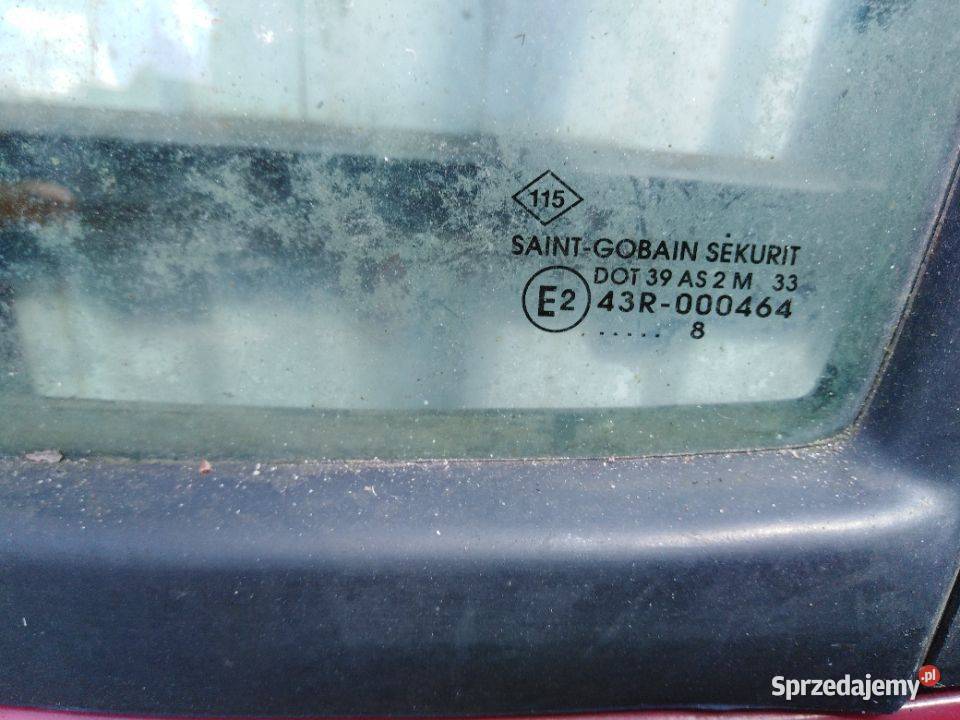 115
SAINT-GOBAIN SEKURIT
DOT 39 AS 2 M 33
E2 43R-000464
..... 8
Sprzedajemy.pl